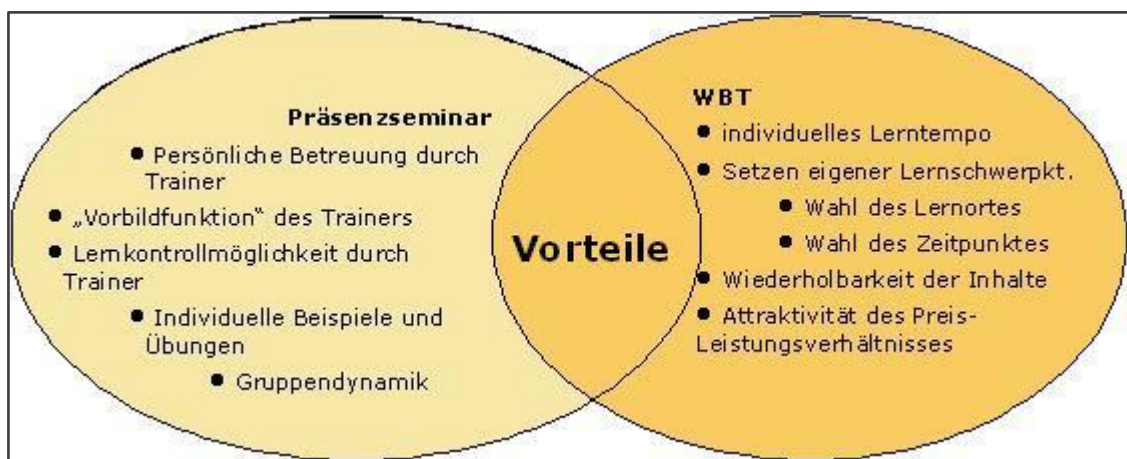 Präsenzseminar
● Persönliche Betreuung durch
Trainer
● „Vorbildfunktion“ des Trainers
● Lernkontrollmöglichkeit durch
Trainer
● Individuelle Beispiele und
Übungen
● Gruppendynamik
Vorteile
WBT
● individuelles Lerntempo
● Setzen eigener Lernschwerpkt.
● Wahl des Lernortes
● Wahl des Zeitpunktes
● Wiederholbarkeit der Inhalte
● Attraktivität des Preis-
Leistungsverhältnisses